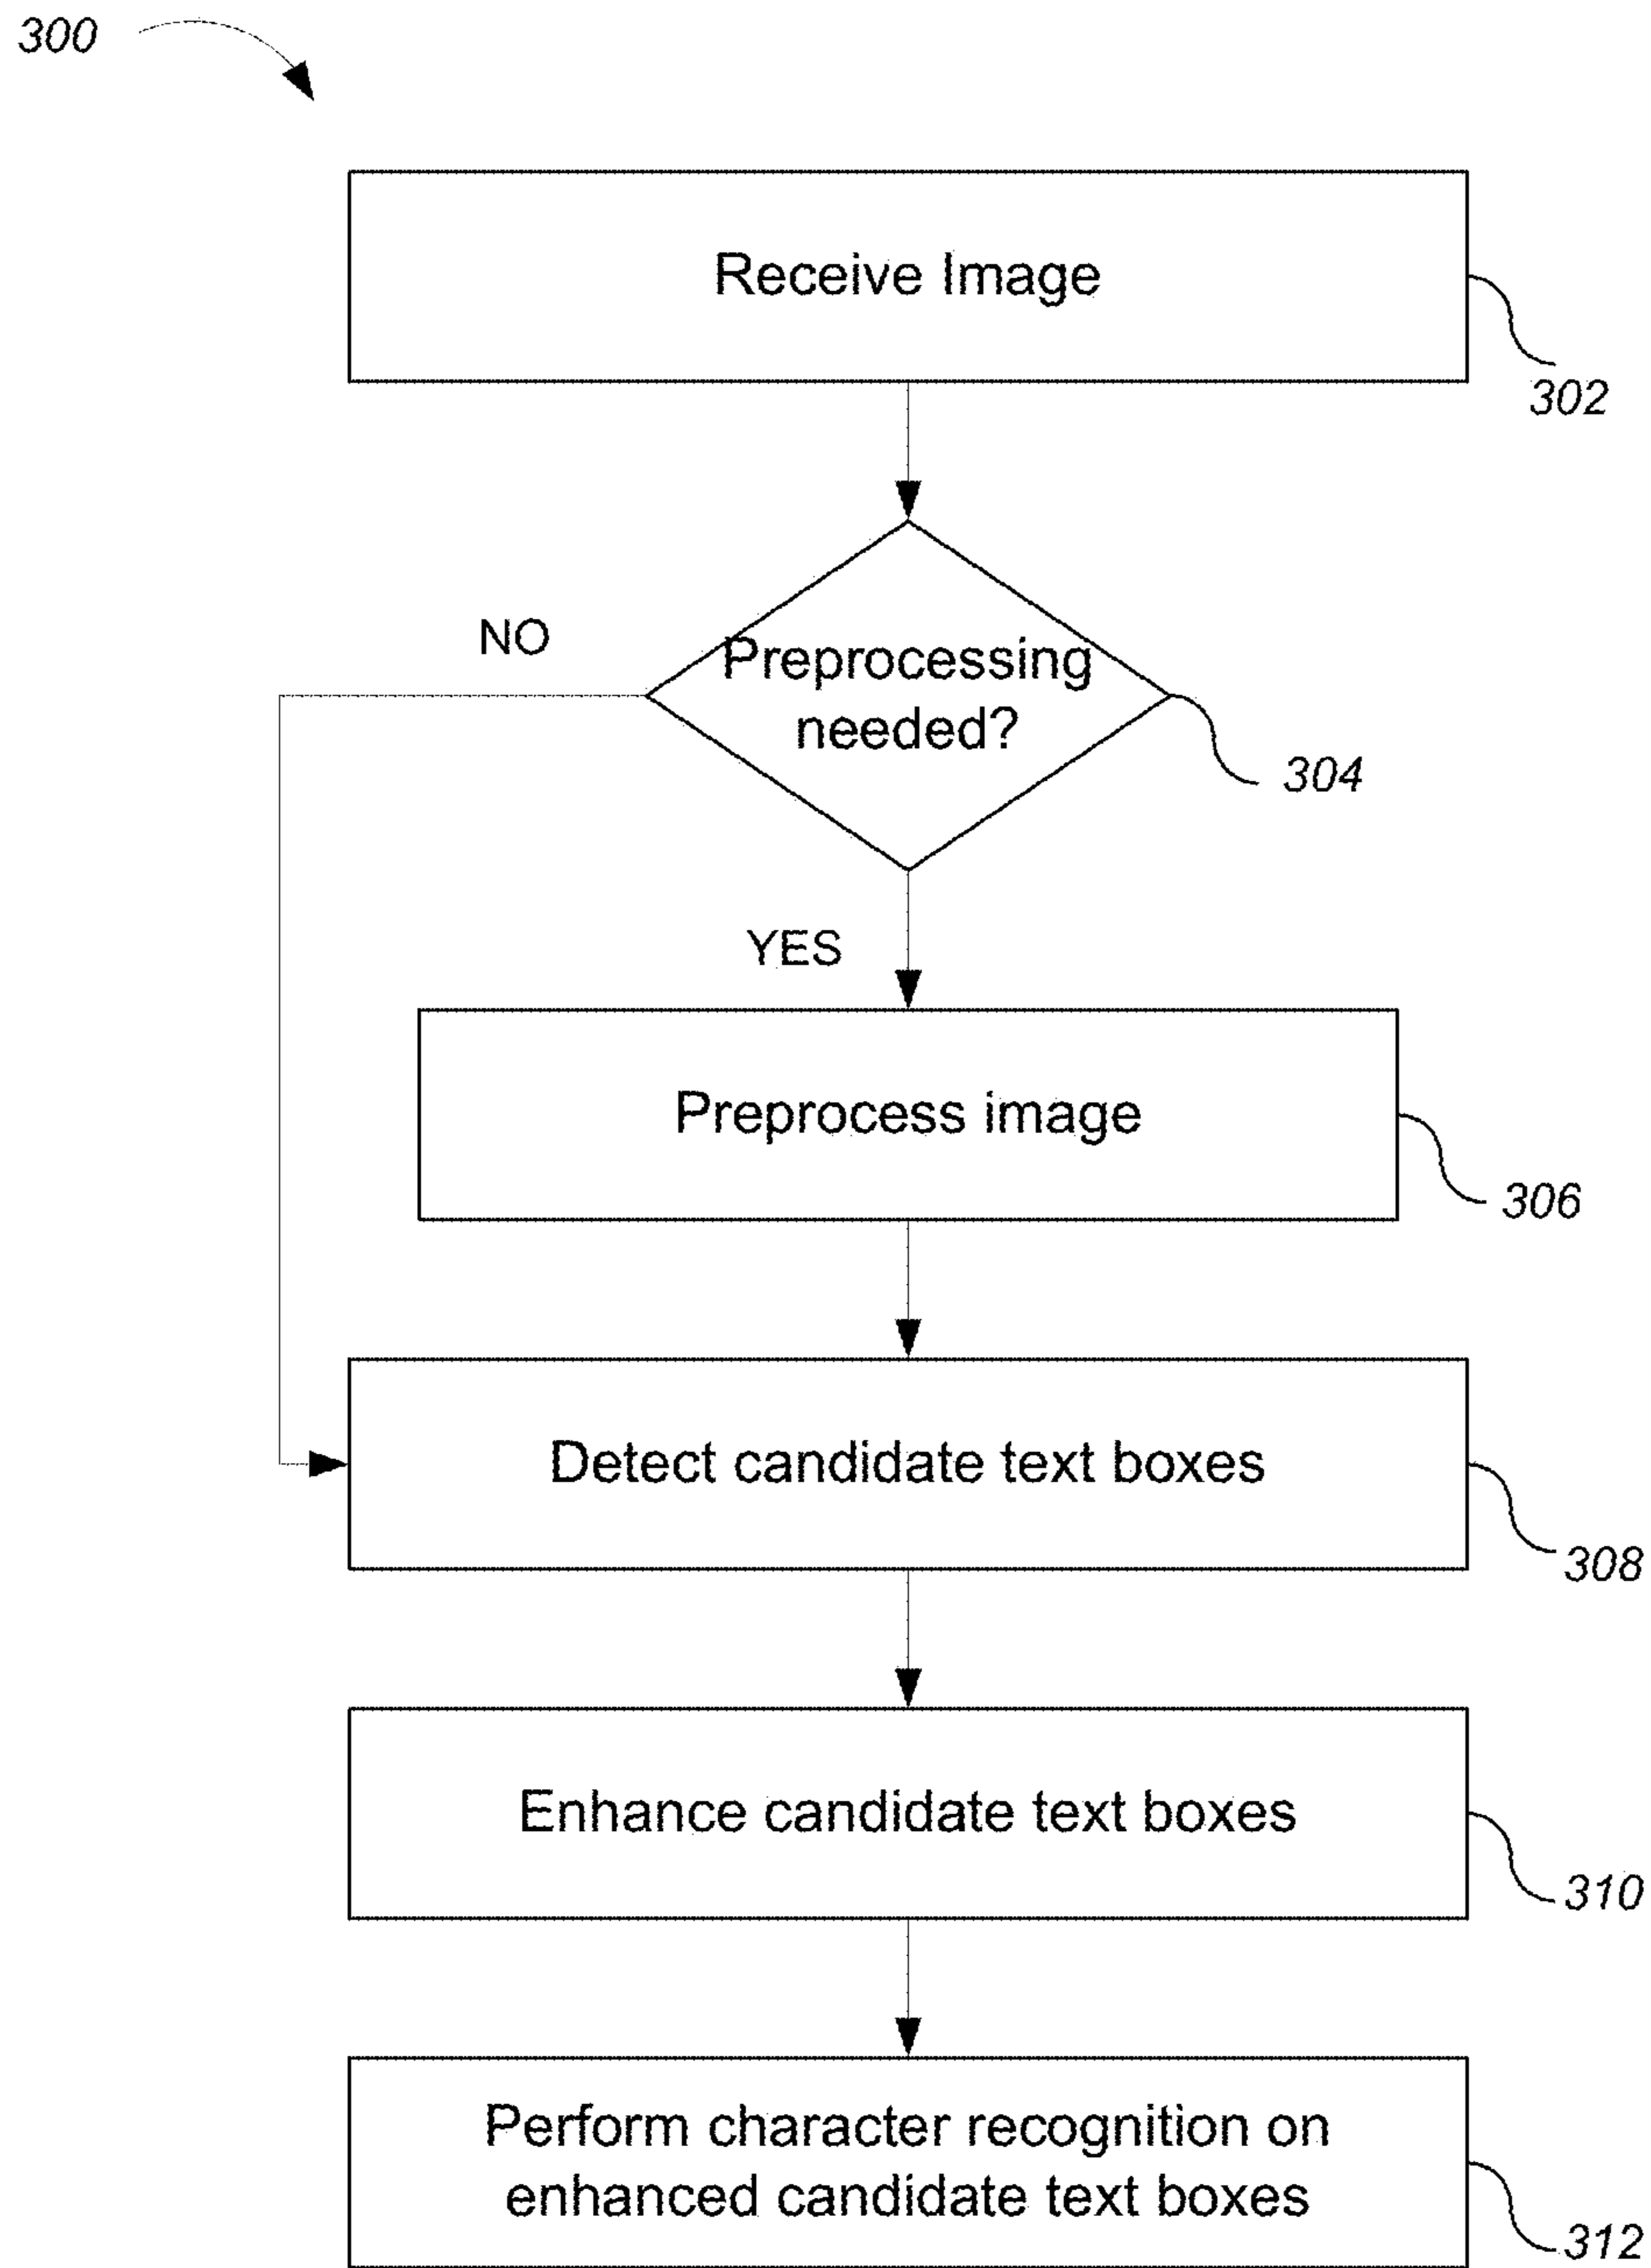 300
Receive Image
302
NO
Preprocessing
needed?
304
YES
Preprocess image
306
Detect candidate text boxes
308
Enhance candidate text boxes
310
Perform character recognition on
enhanced candidate text boxes
312